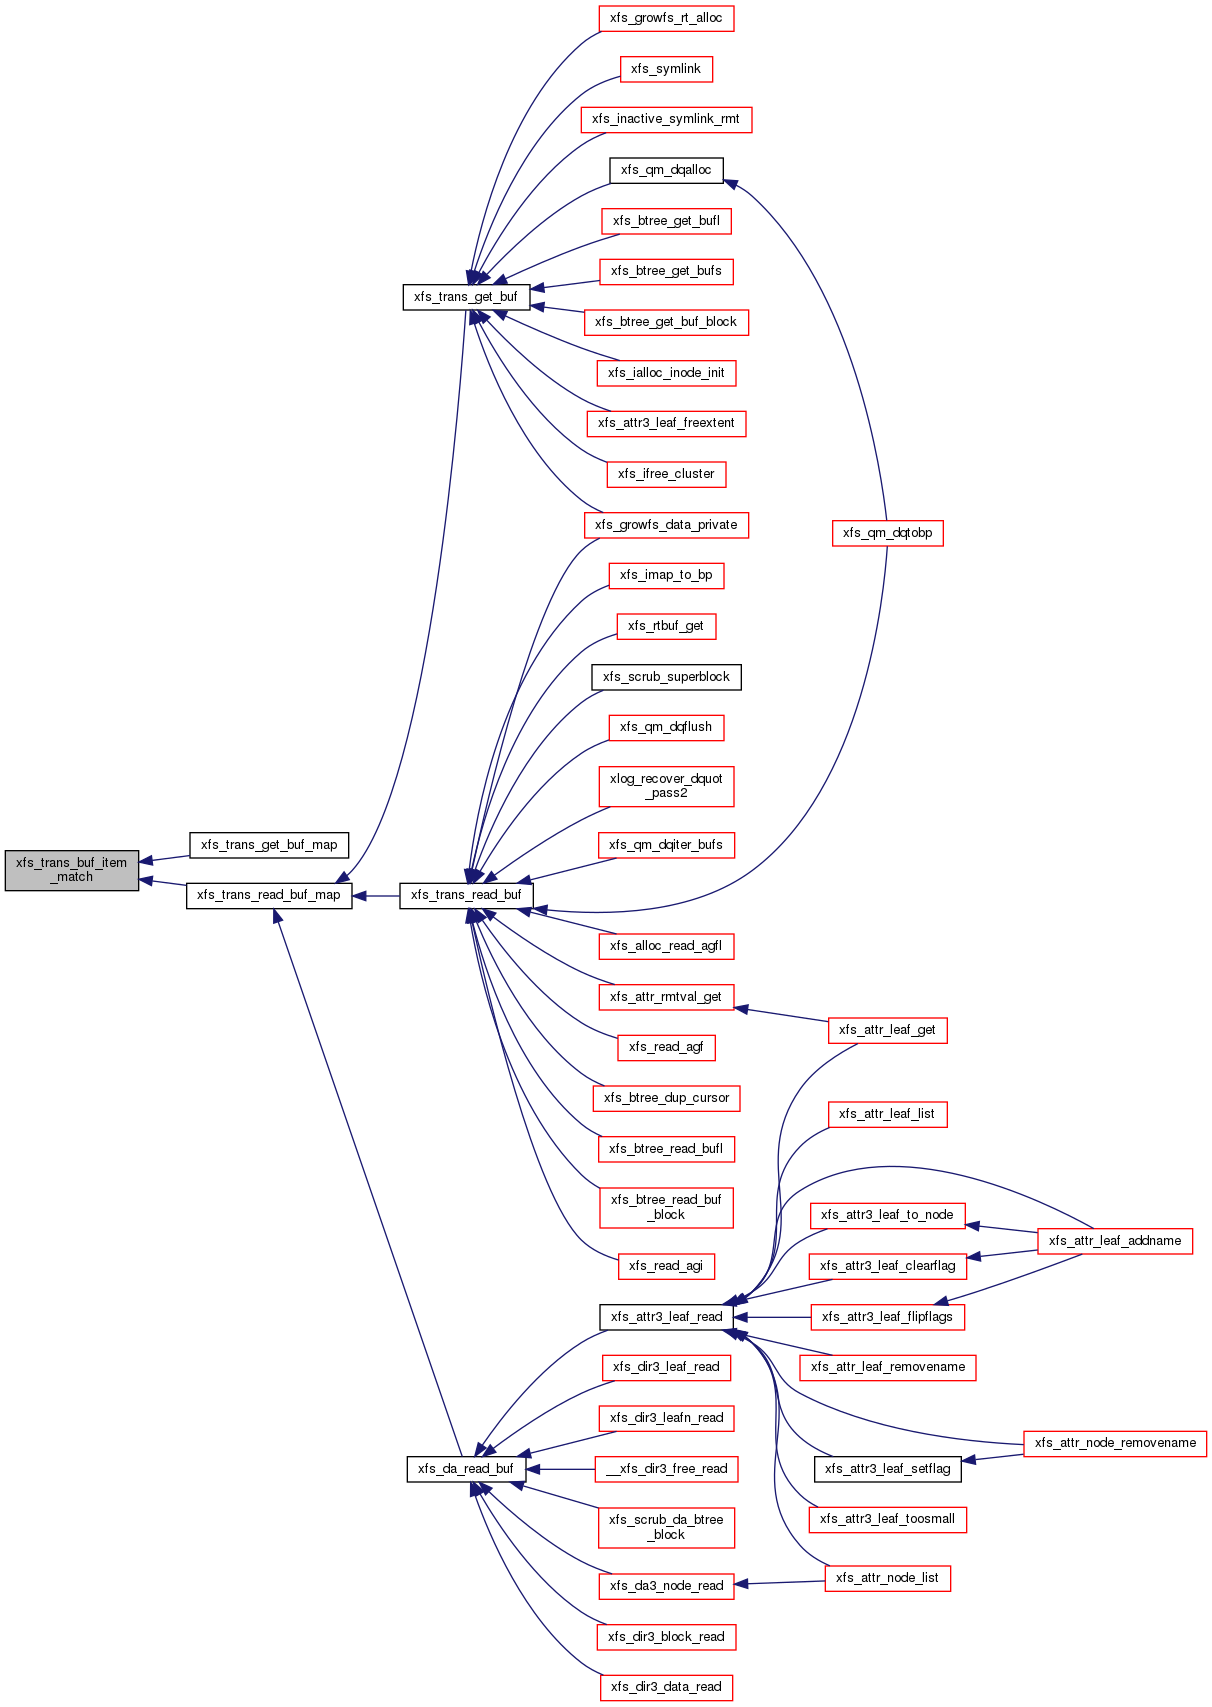 xfs_growfs_rt_alloc
xfs_symlink
xfs_inactive_symlink_rmt
xfs_qm_dqalloc
xfs_btree_get_bufl
xfs_btree_get_bufs
xfs_trans_get_buf
xfs_btree_get_buf_block
xfs_ialloc_inode_init
xfs_attr3_leaf_freextent
xfs_ifree_cluster
xfs_growfs_data_private
xfs_qm_dqtobp
xfs_imap_to_bp
xfs_rtbuf_get
xfs_scrub_superblock
xfs_qm_dqflush
xlog_recover_dquot
_pass2
xfs_qm_dqiter_bufs
xfs_trans_get_buf_map
xfs_trans_buf_item
_match
xfs_trans_read_buf_map
xfs_trans_read_buf
xfs_alloc_read_agfl
xfs_attr_rmtval_get
xfs_attr_leaf_get
xfs_read_agf
xfs_btree_dup_cursor
xfs_attr_leaf_list
xfs_btree_read_bufl
xfs_btree_read_buf
_block
xfs_attr3_leaf_to_node
xfs_attr_leaf_addname
xfs_read_agi
xfs_attr3_leaf_clearflag
xfs_attr3_leaf_read
xfs_attr3_leaf_flipflags
xfs_dir3_leaf_read
xfs_attr_leaf_removename
xfs_dir3_leafn_read
xfs_attr_node_removename
xfs_da_read_buf
__xfs_dir3_free_read
xfs_attr3_leaf_setflag
xfs_scrub_da_btree
_block
xfs_attr3_leaf_toosmall
xfs_da3_node_read
xfs_attr_node_list
xfs_dir3_block_read
xfs_dir3_data_read